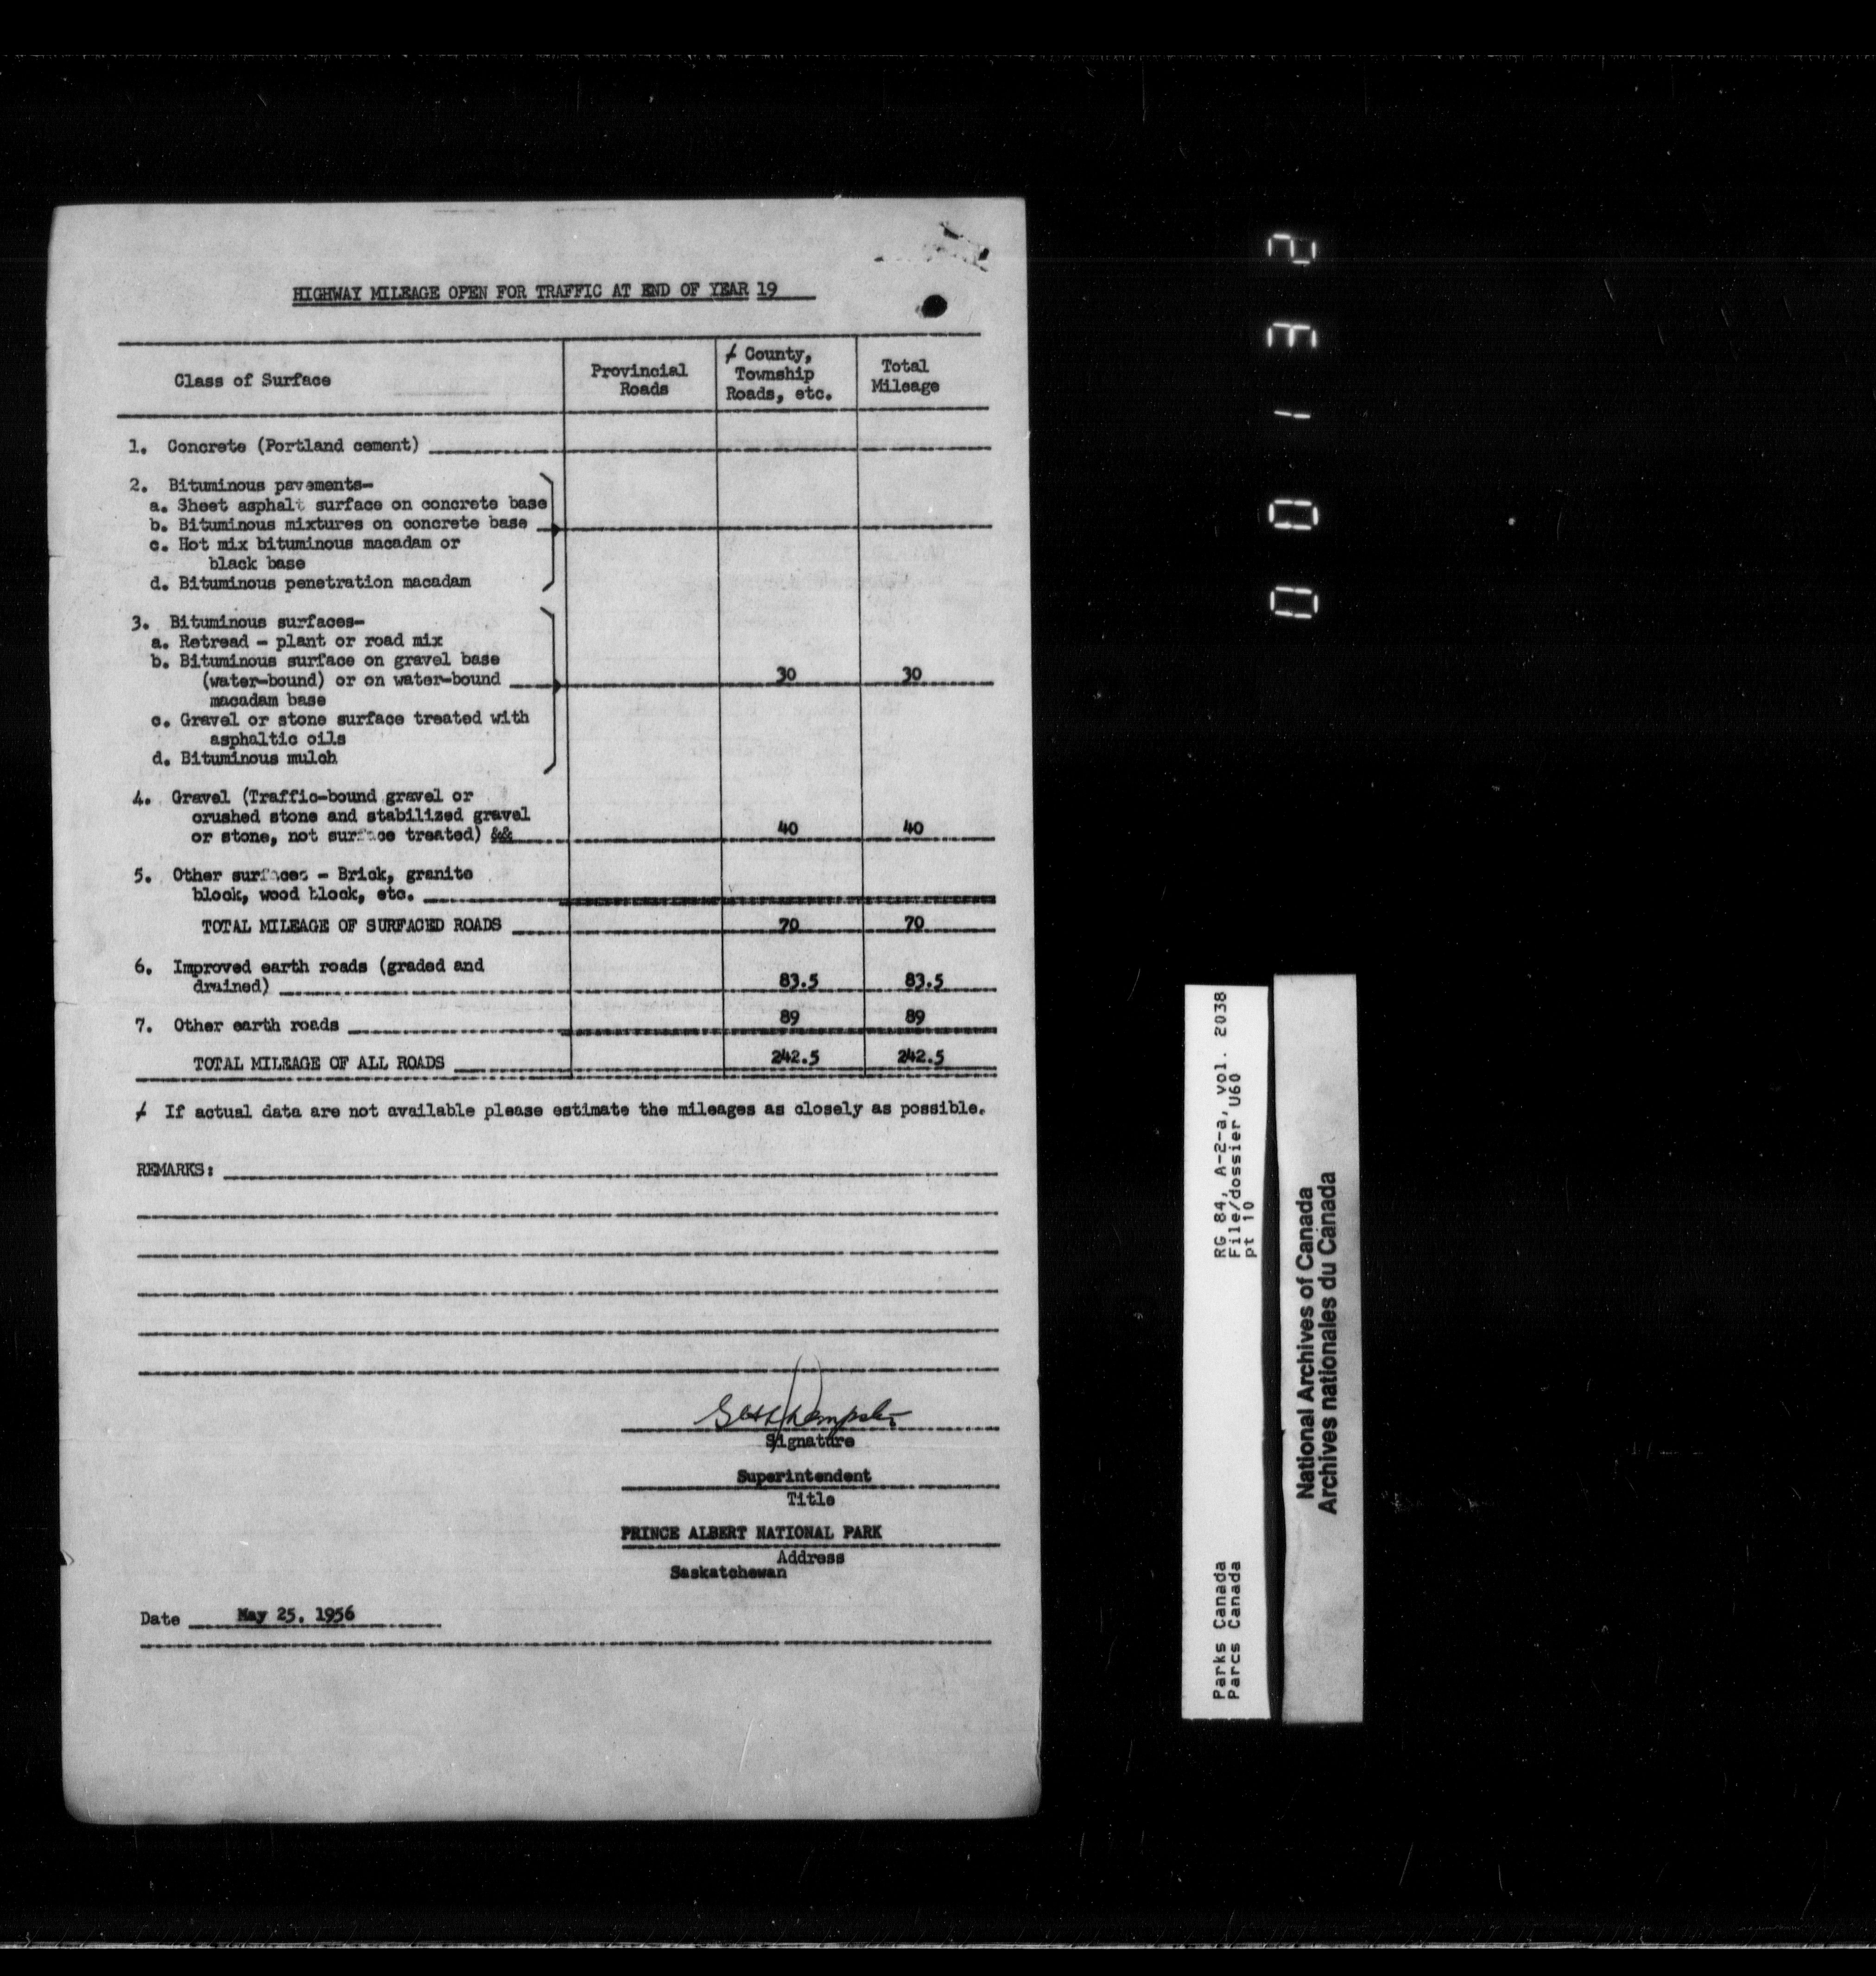 HIGHWAY MILEAGE OPEN FOR TRAFFIC AT END OF YEAR 19
Class of Surface
Provincial
Roads
⌿ County,
Township
Roads, etc.
Total
Mileage
1. Concrete (Portland cement)
2. Bituminous pavements-
a. Sheet asphalt surface on concrete base
b. Bituminous mixtures on concrete base
c. Hot mix bituminous macadam or
black base
d. Bituminous penetration macadam
3. Bituminous surfaces-
a. Retread - plant or road mix
b. Bituminous surface on gravel base
(water-bound) or on water-bound 30 30
macadam base
c. Gravel or stone surface treated with
asphaltic oils
d. Bituminous mulch
4. Gravel (Traffic-bound gravel or
crushed stone and stabilized gravel
or stone, not surface treated) && 40 40
5. Other surfaces - Brick, granite
block, wood block, etc.
TOTAL MILEAGE OF SURFACED ROADS 70 70
6. Improved earth roads (graded and
drained) 83.5 83.5
7. Other earth roads 89 89
TOTAL MILEAGE OF ALL ROADS 242.5 242.5
⌿ If actual data are not available please estimate the mileages as closely as possible.
REMARKS:
Signature
Superintendent
Title
PRINCE ALBERT NATIONAL PARK
Address
Saskatchewan
Date May 25, 1956
RG 84, A-2-a, vol. 2038
File/dossier U60
pt 10
Parks Canada
Parcs Canada
National Archives of Canada
Archives nationales du Canada